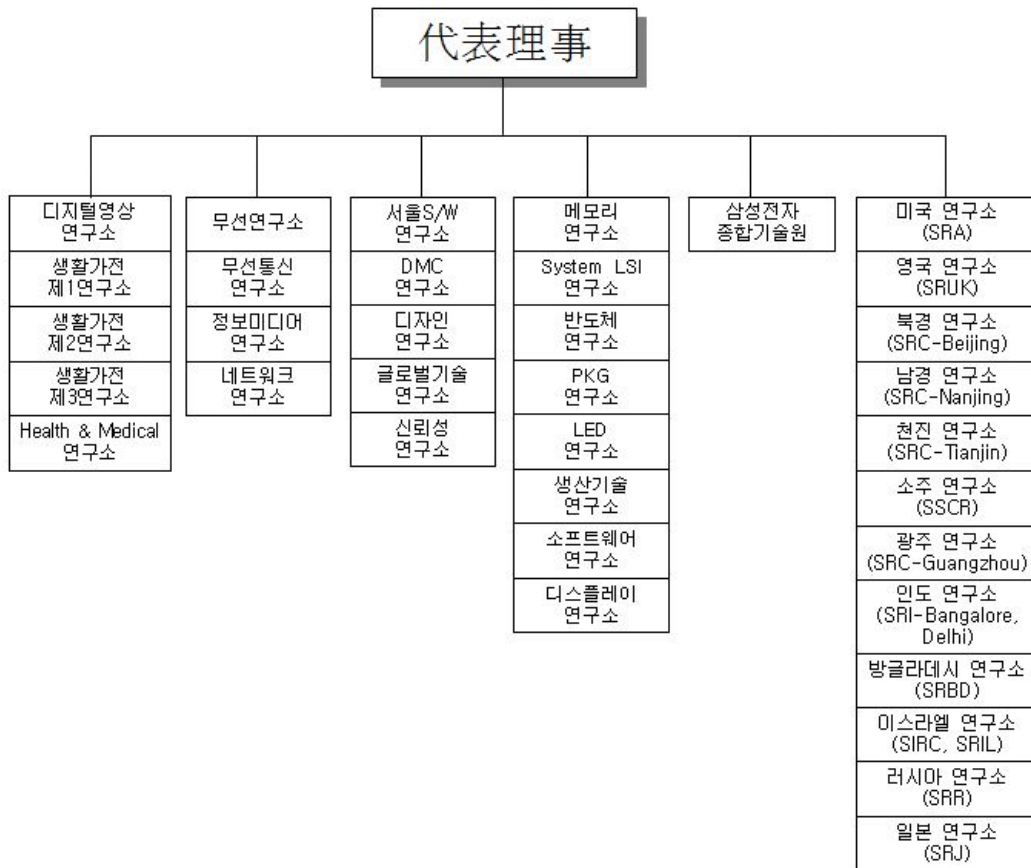 代表理事
디지털영상
연구소
생활가전
제1연구소
생활가전
제2연구소
생활가전
제3연구소
Health & Medical
연구소
무선연구소
무선통신
연구소
정보미디어
연구소
네트워크
연구소
서울S/W
연구소
DMC
연구소
디자인
연구소
글로벌기술
연구소
신뢰성
연구소
메모리
연구소
System LSI
연구소
반도체
연구소
PKG
연구소
LED
연구소
생산기술
연구소
소프트웨어
연구소
디스플레이
연구소
삼성전자
종합기술원
미국 연구소
(SRA)
영국 연구소
(SRUK)
북경 연구소
(SRC-Beijing)
남경 연구소
(SRC-Nanjing)
천진 연구소
(SRC-Tianjin)
소주 연구소
(SSCR)
광주 연구소
(SRC-Guangzhou)
인도 연구소
(SRI-Bangalore,
Delhi)
방글라데시 연구소
(SRBD)
이스라엘 연구소
(SIRC, SRIL)
러시아 연구소
(SRR)
일본 연구소
(SRJ)